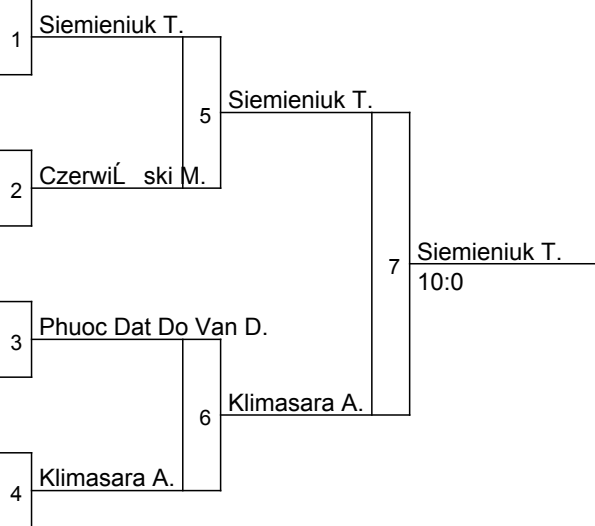 1 Siemieniuk T.
5 Siemieniuk T.
2 CzerwiĹ ski M.
7 Siemieniuk T.
10:0
3 Phuoc Dat Do Van D.
6 Klimasara A.
4 Klimasara A.